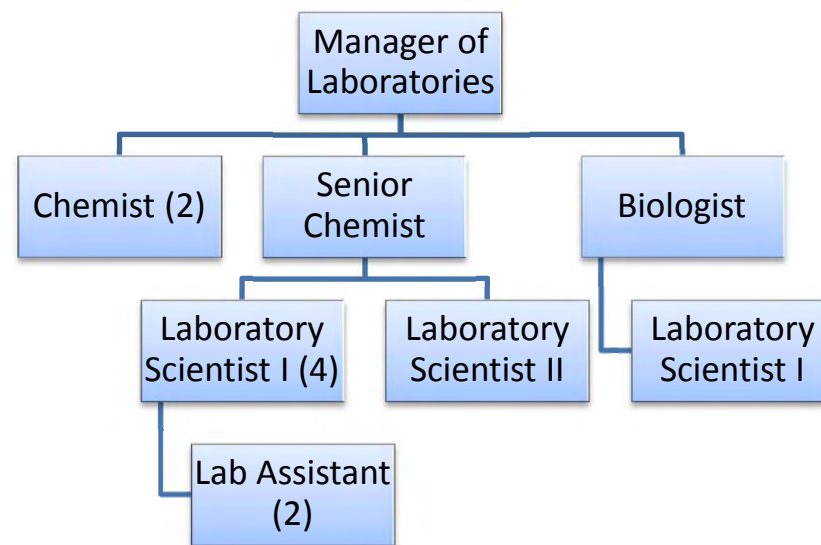 Manager of
Laboratories
Chemist (2)
Senior
Chemist
Biologist
Laboratory
Scientist I (4)
Laboratory
Scientist II
Laboratory
Scientist I
Lab Assistant
(2)